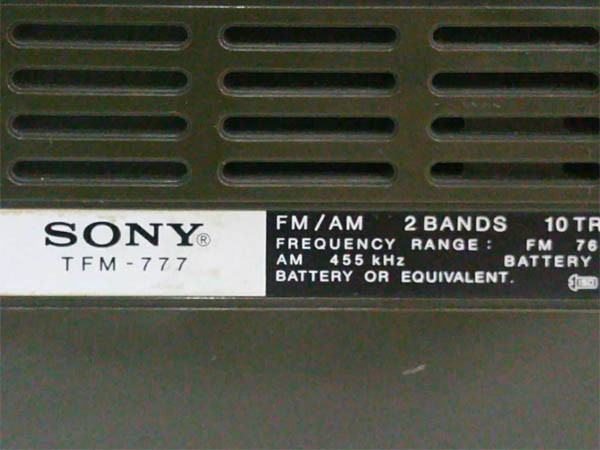 SONY®
TFM-777
FM/AM 2 BANDS 10 TR
FREQUENCY RANGE: FM 76
AM 455 kHz BATTERY
BATTERY OR EQUIVALENT.